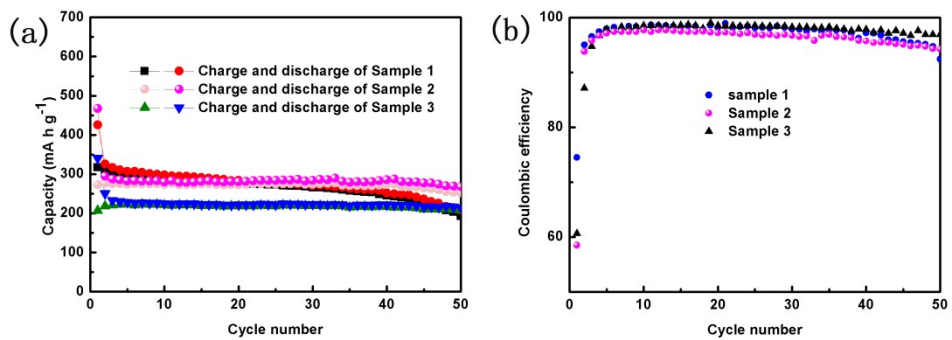 (a)
700
600
500
400
300
200
100
0
Capacity (mA h g⁻¹)
Charge and discharge of Sample 1
Charge and discharge of Sample 2
Charge and discharge of Sample 3
0 10 20 30 40 50
Cycle number
(b)
100
90
80
60
Coulombic efficiency
sample 1
Sample 2
Sample 3
0 10 20 30 40 50
Cycle number